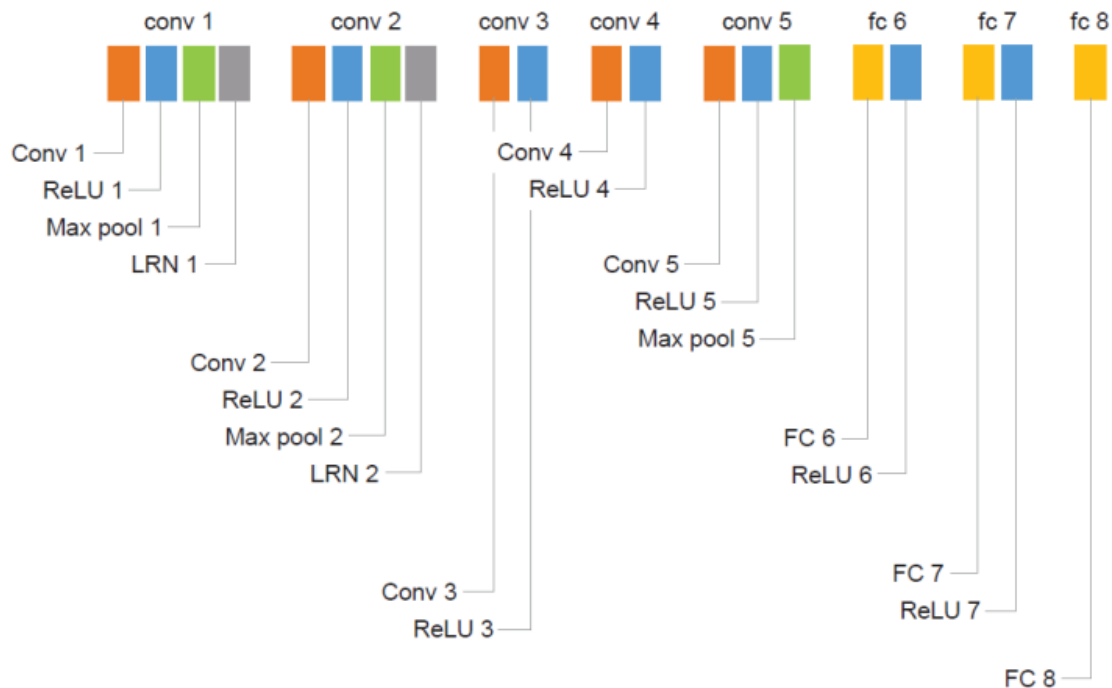 conv 1 conv 2 conv 3 conv 4 conv 5 fc 6 fc 7 fc 8
Conv 1
Conv 4
ReLU 1
ReLU 4
Max pool 1
LRN 1
Conv 5
ReLU 5
Max pool 5
Conv 2
ReLU 2
Max pool 2
FC 6
LRN 2
ReLU 6
FC 7
Conv 3
ReLU 7
ReLU 3
FC 8